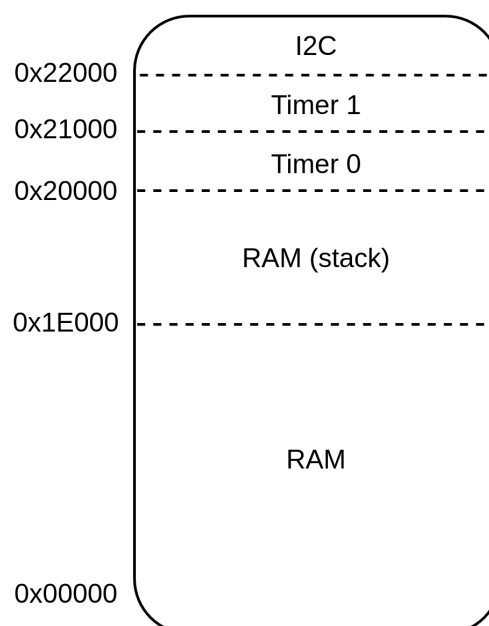 I2C
0x22000
Timer 1
0x21000
Timer 0
0x20000
RAM (stack)
0x1E000
RAM
0x00000